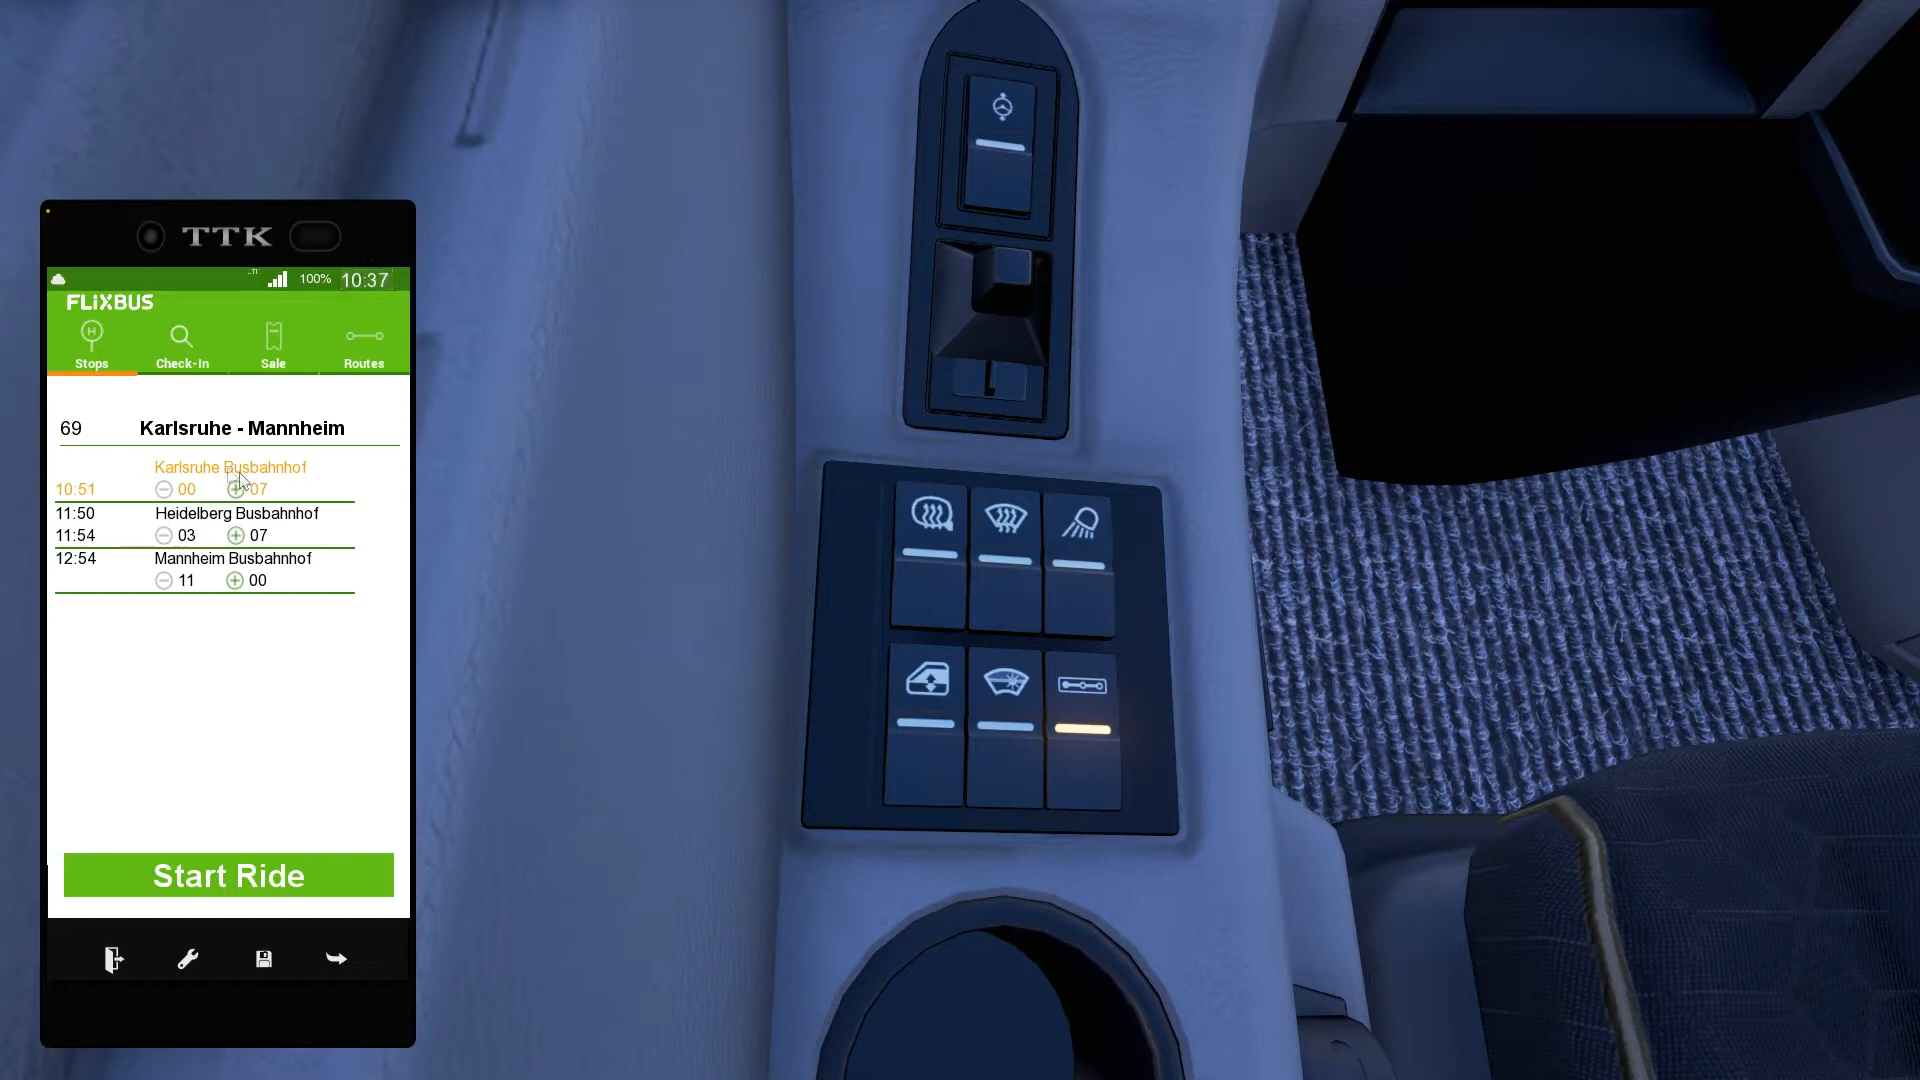 TTK
100% 10:37
FLiXBUS
Stops Check-In Sale Routes
69 Karlsruhe - Mannheim
Karlsruhe Busbahnhof
10:51 00 07
11:50 Heidelberg Busbahnhof
11:54 03 07
12:54 Mannheim Busbahnhof
11 00
Start Ride